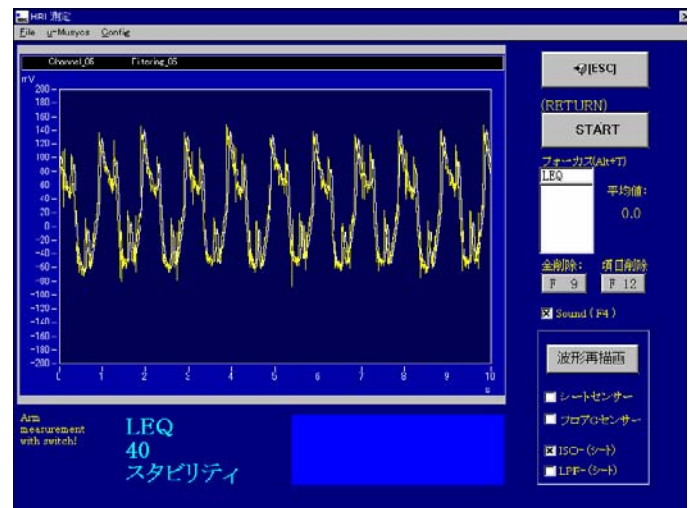 HRI 測定
File μ-Musyos Config
Channel_05 Filtering_05
mV
200
180
160
140
120
100
80
60
40
20
0
-20
-40
-60
-80
-100
-120
-140
-160
-180
-200
0 1 2 3 4 5 6 7 8 9 10
s
[ESC]
(RETURN)
START
フォーカス(Alt+T)
LEQ
平均値:
0.0
全削除: 項目削除
F 9 F 12
Sound ( F4 )
波形再描画
シートセンサー
フロアGセンサー
ISO-(シート)
LPF-(シート)
Arm
measurement
with switch!
LEQ
40
スタビリティ